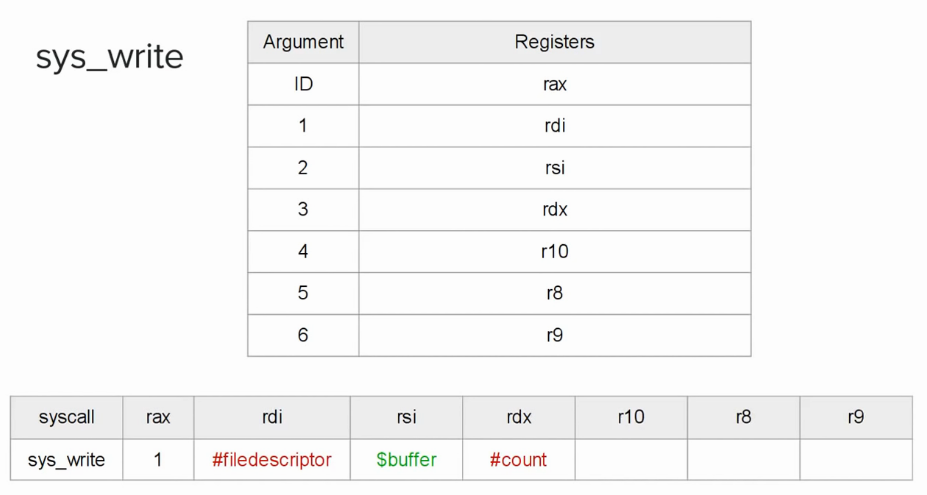 sys_write
Argument Registers
ID rax
1 rdi
2 rsi
3 rdx
4 r10
5 r8
6 r9
syscall rax rdi rsi rdx r10 r8 r9
sys_write 1 #filedescriptor $buffer #count